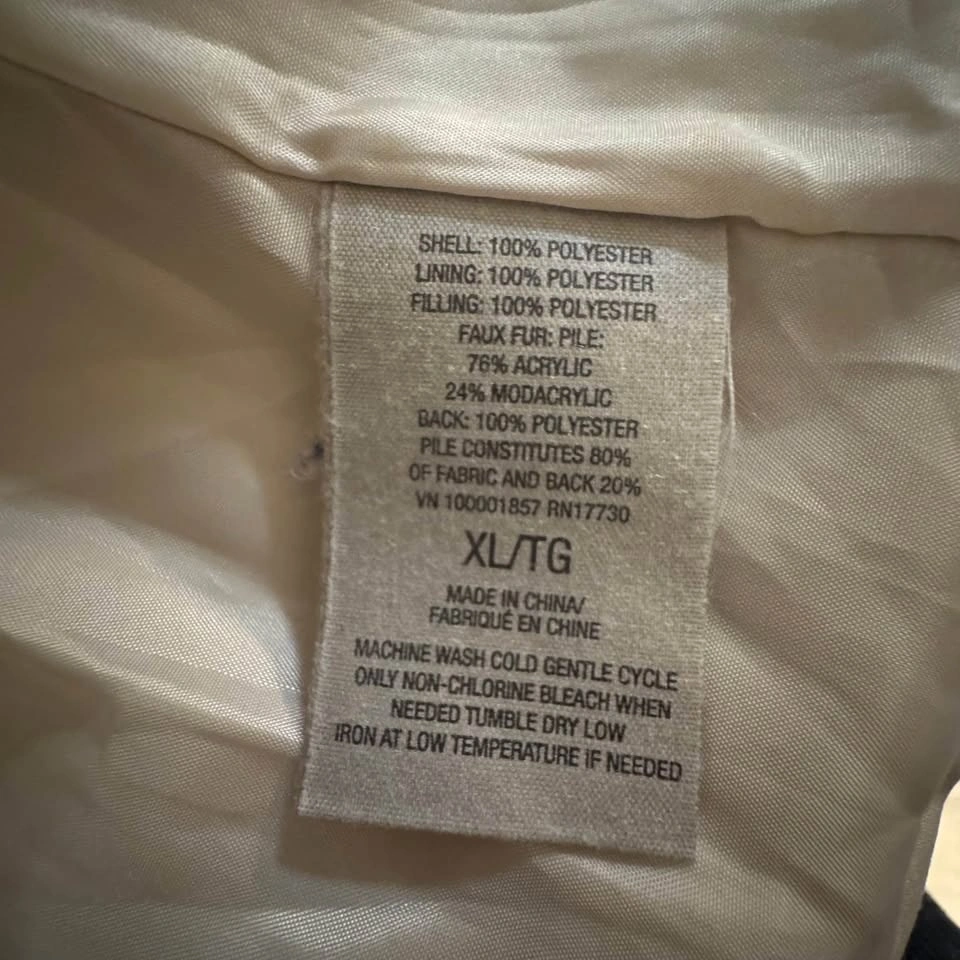 SHELL: 100% POLYESTER
LINING: 100% POLYESTER
FILLING: 100% POLYESTER
FAUX FUR: PILE:
76% ACRYLIC
24% MODACRYLIC
BACK: 100% POLYESTER
PILE CONSTITUTES 80%
OF FABRIC AND BACK 20%
VN 100001857 RN17730
XL/TG
MADE IN CHINA/
FABRIQUÉ EN CHINE
MACHINE WASH COLD GENTLE CYCLE
ONLY NON-CHLORINE BLEACH WHEN
NEEDED TUMBLE DRY LOW
IRON AT LOW TEMPERATURE IF NEEDED